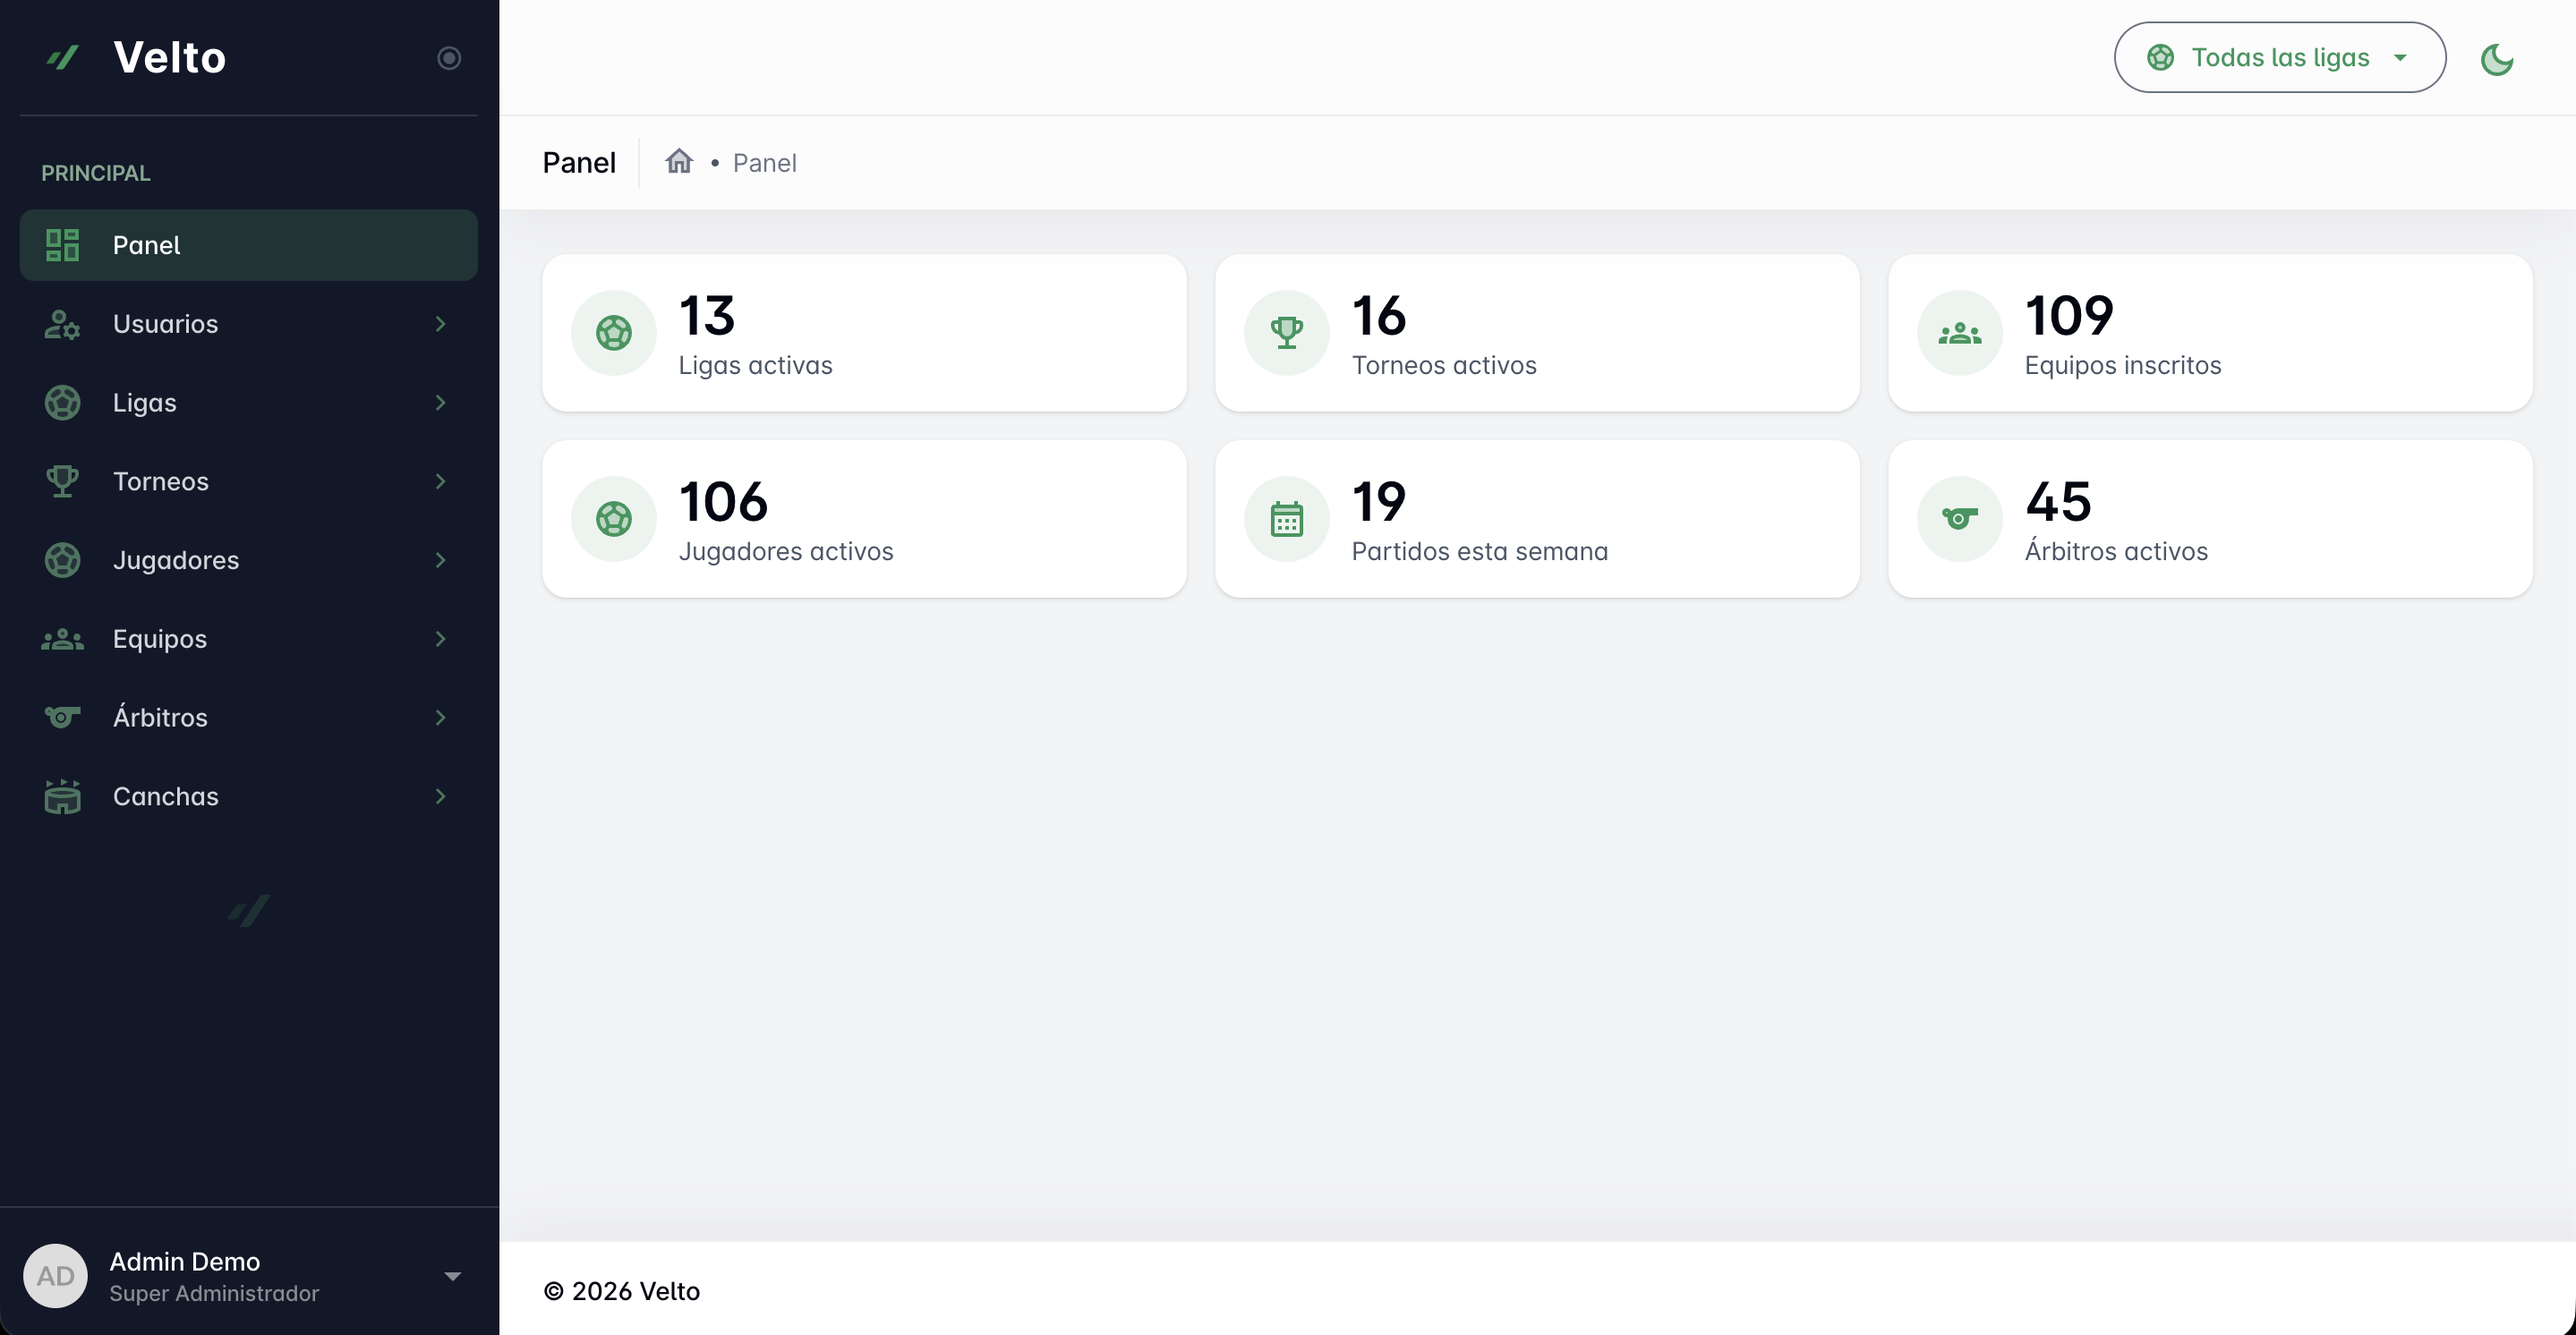 Velto
PRINCIPAL
Panel
Usuarios
Ligas
Torneos
Jugadores
Equipos
Árbitros
Canchas
AD
Admin Demo
Super Administrador
Todas las ligas
Panel
• Panel
13
Ligas activas
16
Torneos activos
109
Equipos inscritos
106
Jugadores activos
19
Partidos esta semana
45
Árbitros activos
© 2026 Velto